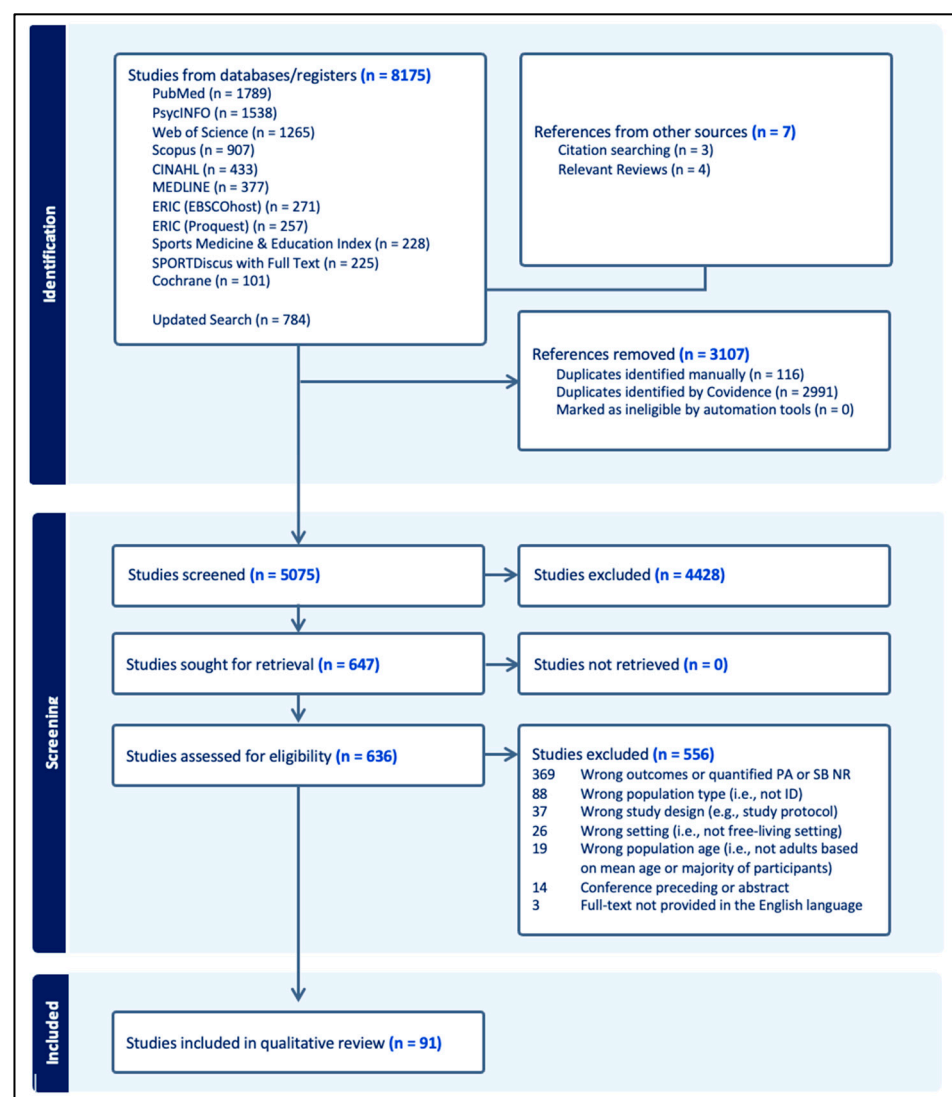 Identification
Studies from databases/registers (n = 8175)
PubMed (n = 1789)
PsycINFO (n = 1538)
Web of Science (n = 1265)
Scopus (n = 907)
CINAHL (n = 433)
MEDLINE (n = 377)
ERIC (EBSCOhost) (n = 271)
ERIC (Proquest) (n = 257)
Sports Medicine & Education Index (n = 228)
SPORTDiscus with Full Text (n = 225)
Cochrane (n = 101)
Updated Search (n = 784)
References from other sources (n = 7)
Citation searching (n = 3)
Relevant Reviews (n = 4)
References removed (n = 3107)
Duplicates identified manually (n = 116)
Duplicates identified by Covidence (n = 2991)
Marked as ineligible by automation tools (n = 0)
Screening
Studies screened (n = 5075)
Studies excluded (n = 4428)
Studies sought for retrieval (n = 647)
Studies not retrieved (n = 0)
Studies assessed for eligibility (n = 636)
Studies excluded (n = 556)
369 Wrong outcomes or quantified PA or SB NR
88 Wrong population type (i.e., not ID)
37 Wrong study design (e.g., study protocol)
26 Wrong setting (i.e., not free-living setting)
19 Wrong population age (i.e., not adults based
on mean age or majority of participants)
14 Conference preceding or abstract
3 Full-text not provided in the English language
Included
Studies included in qualitative review (n = 91)